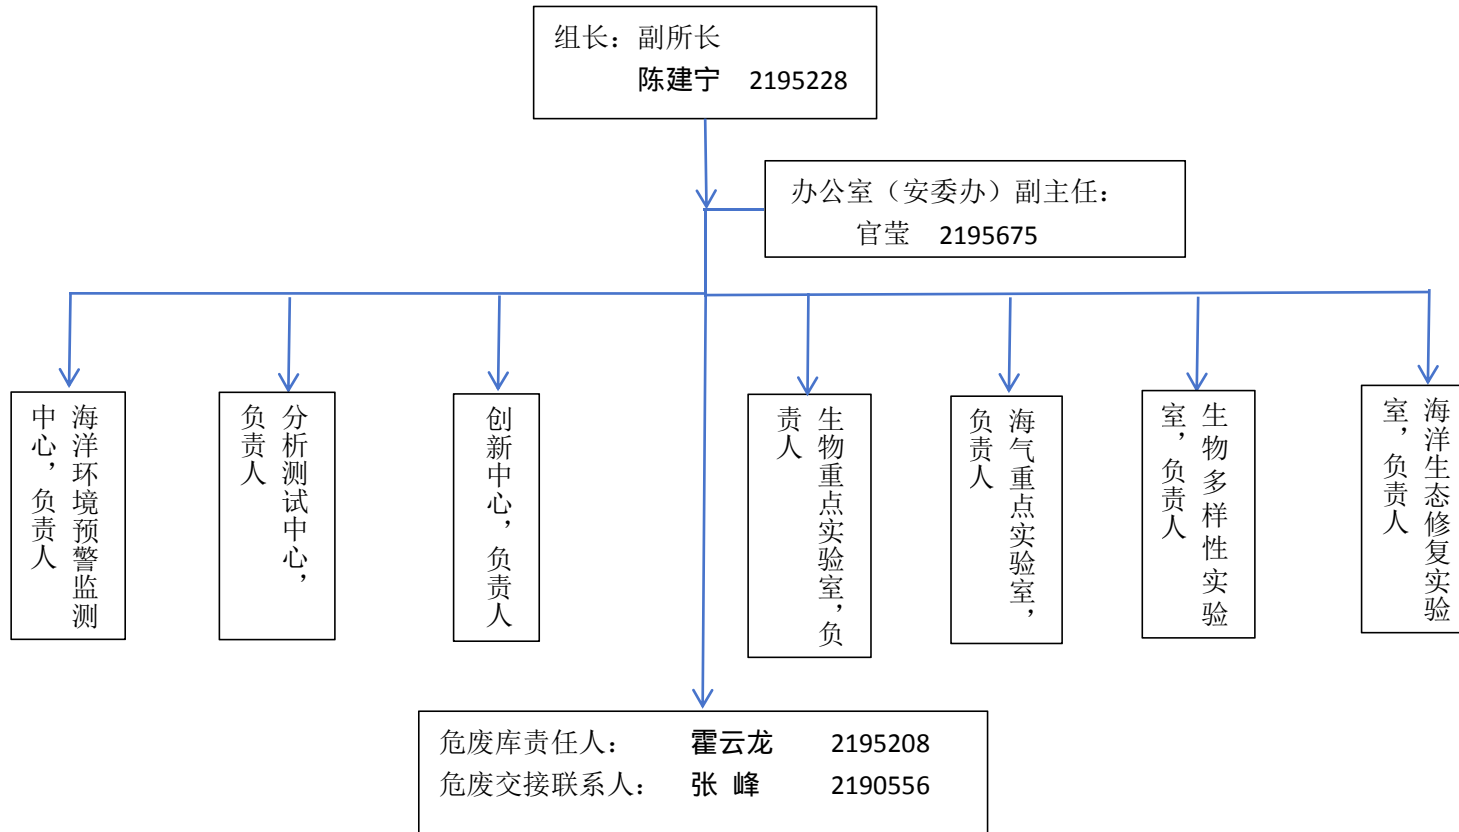 组长：副所长
陈建宁 2195228
办公室（安委办）副主任：
官莹 2195675
海洋环境预警监测
中心，负责人
分析测试中心，
负责人
创新中心，负责人
生物重点实验室，负
责人
海气重点实验室，
负责人
生物多样性实验
室，负责人
海洋生态修复实验
室，负责人
危废库责任人： 霍云龙 2195208
危废交接联系人： 张 峰 2190556